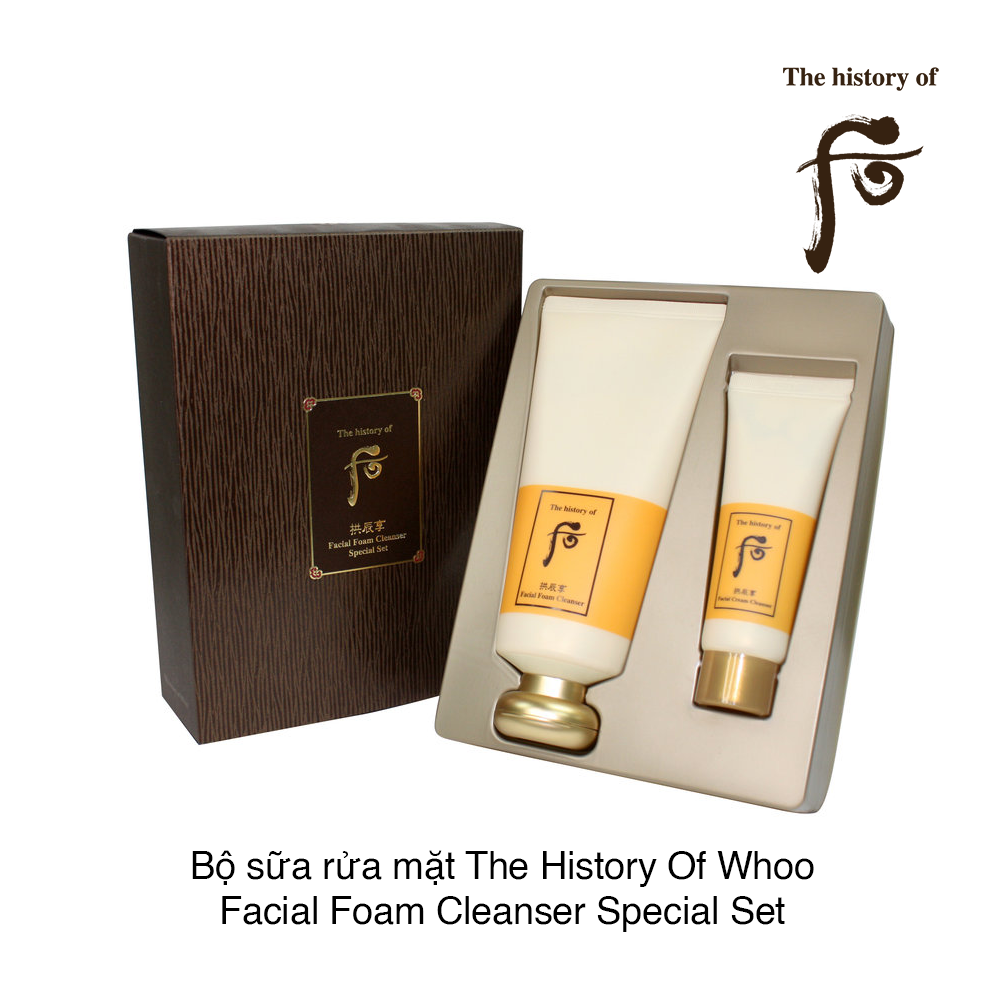 The history of
The history of
拱辰享
Facial Foam Cleanser
Special Set
The history of
拱辰享
Facial Foam Cleanser
The history of
拱辰享
Facial Cream Cleanser
Bộ sữa rửa mặt The History Of Whoo
Facial Foam Cleanser Special Set